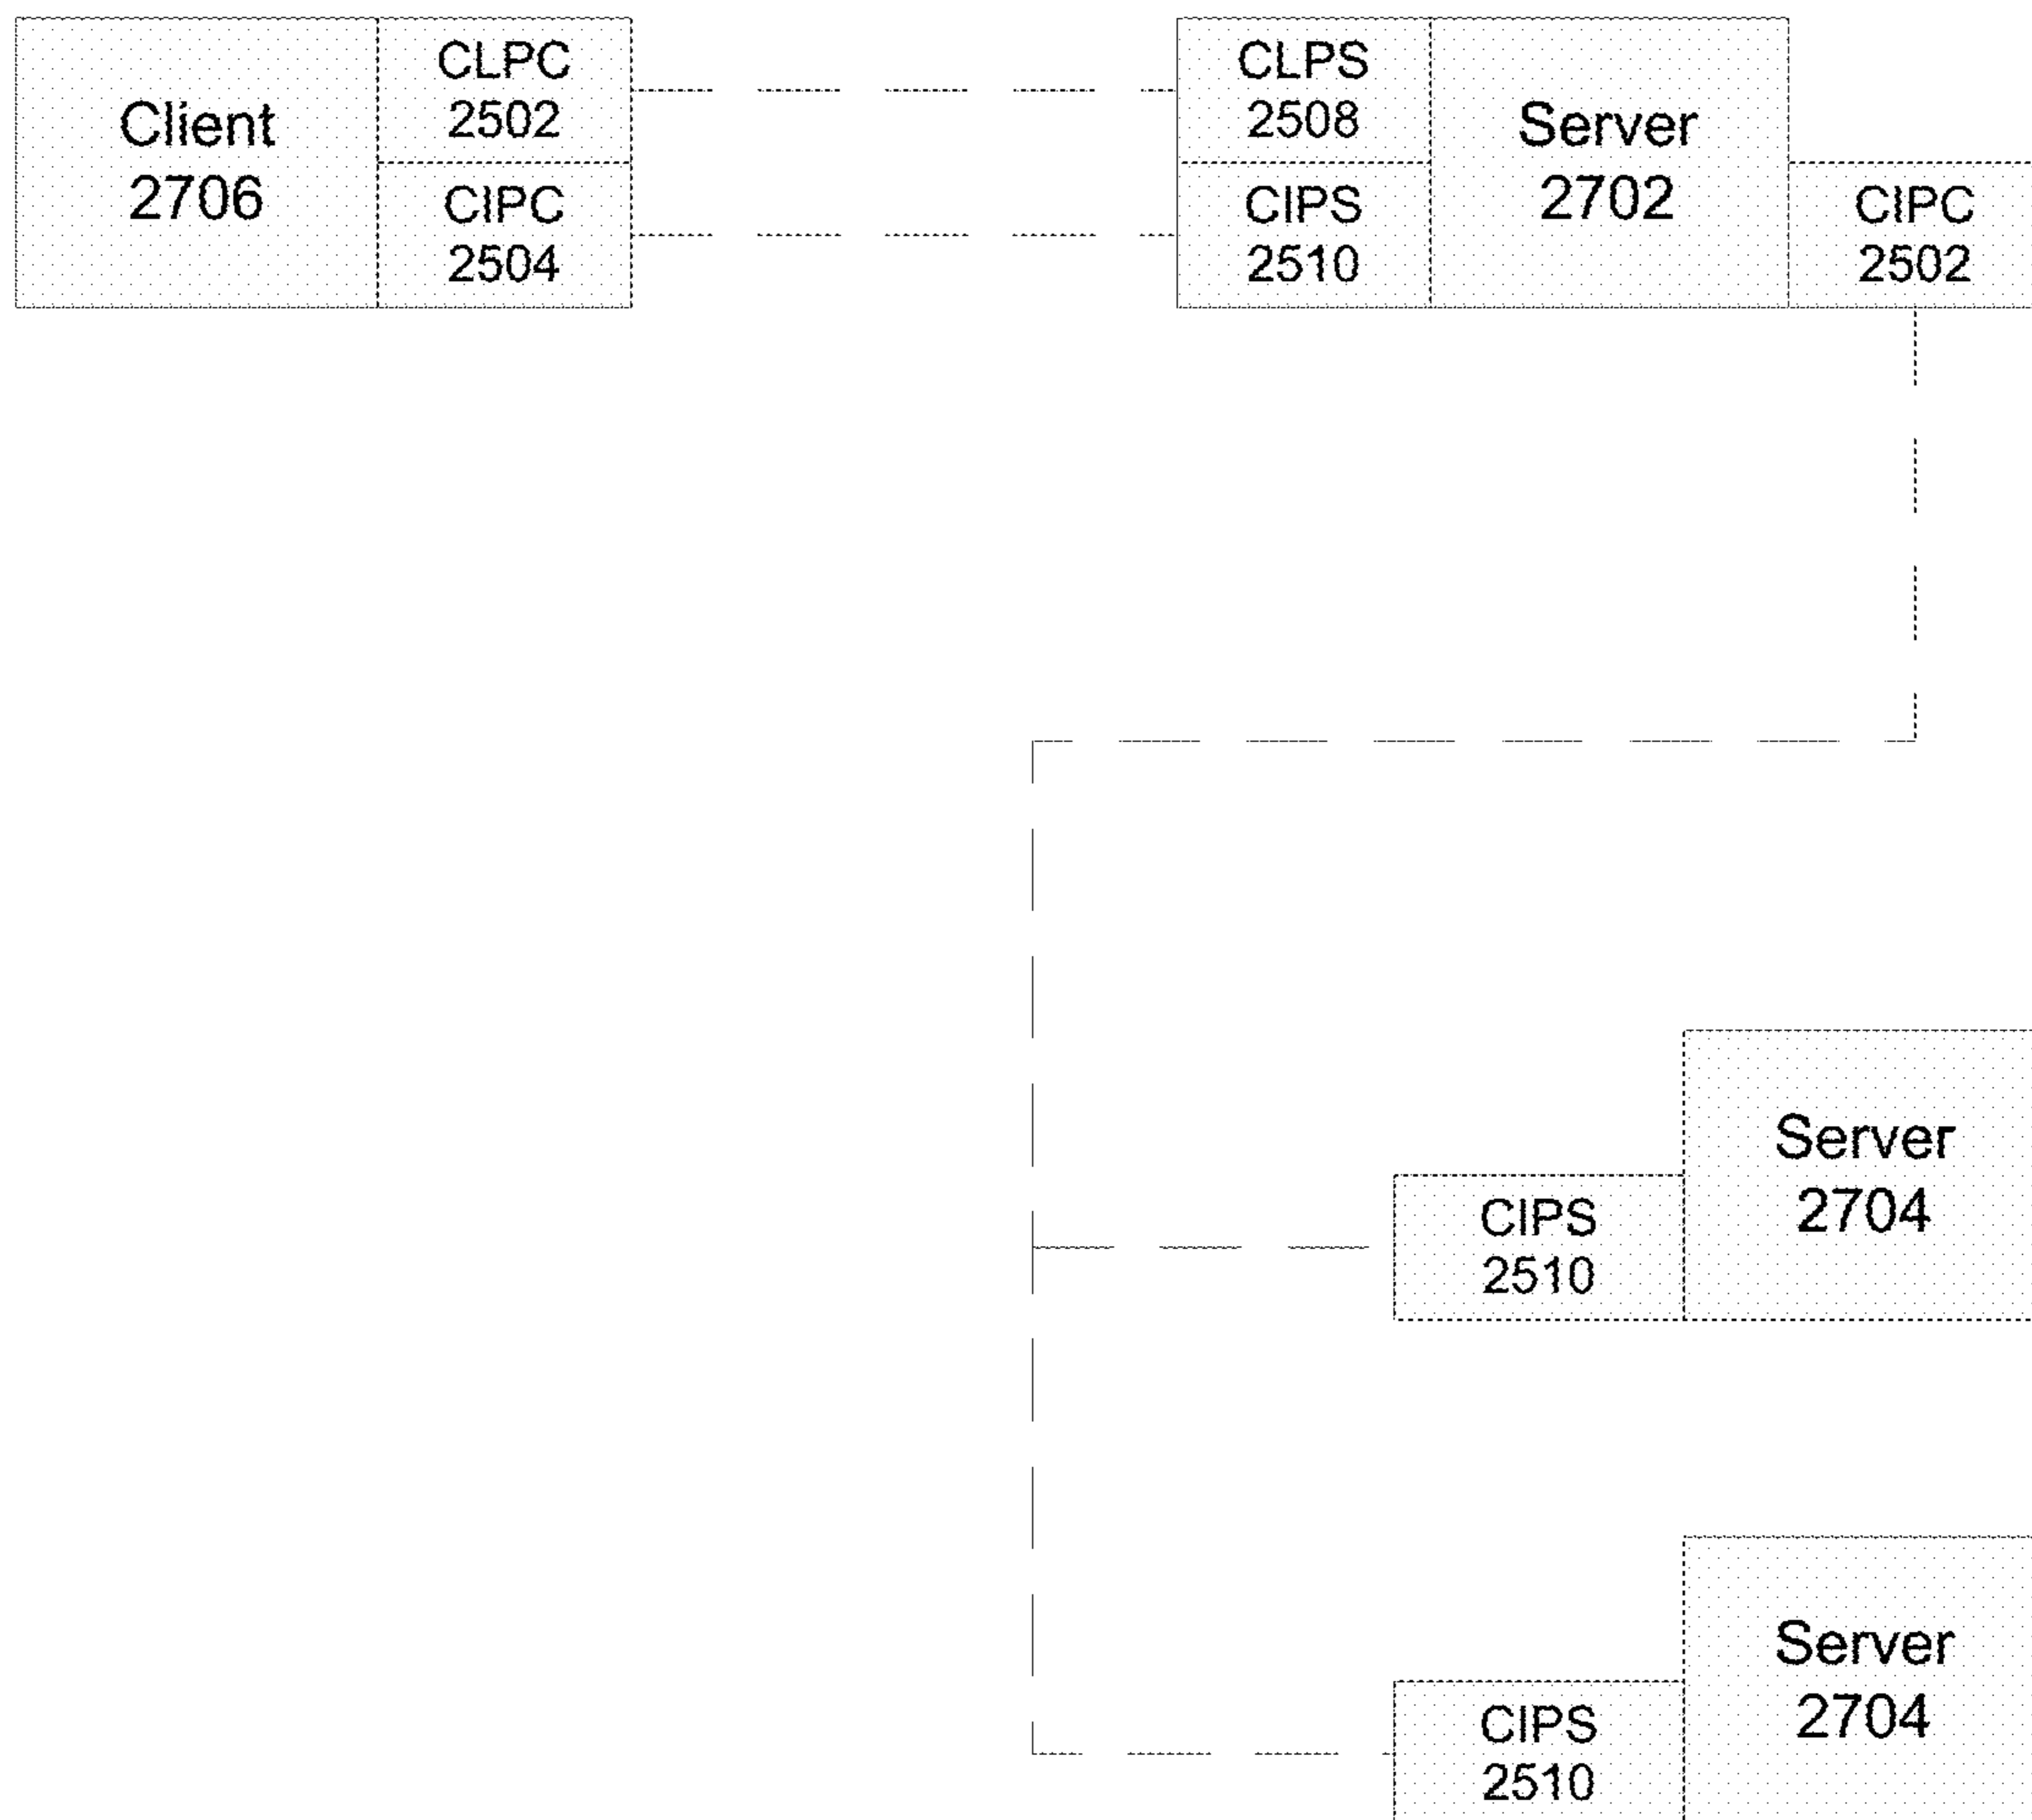 Client
2706
CLPC
2502
CIPC
2504
CLPS
2508
CIPS
2510
Server
2702
CIPC
2502
CIPS
2510
Server
2704
CIPS
2510
Server
2704